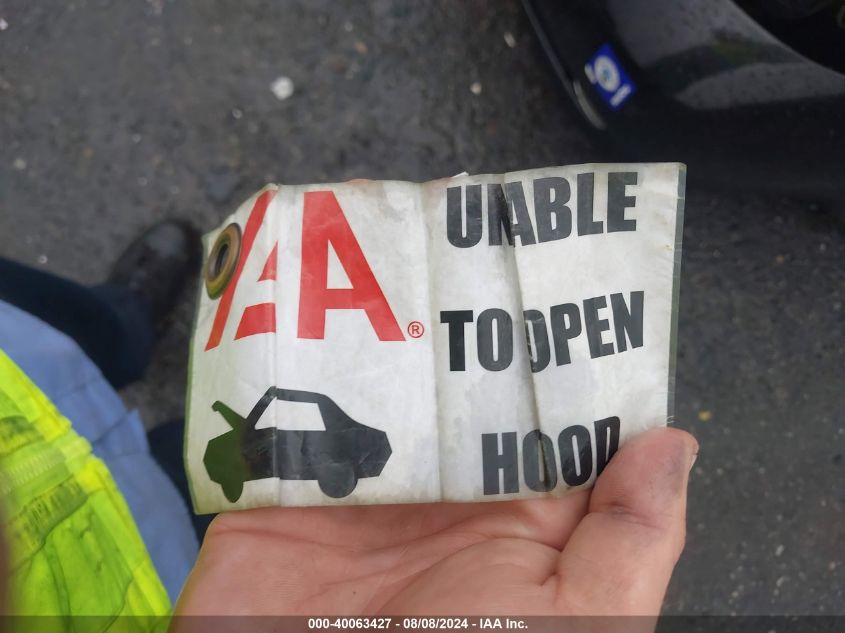 IAA®
UNABLE
TO OPEN
HOOD
000-40063427 - 08/08/2024 - IAA Inc.